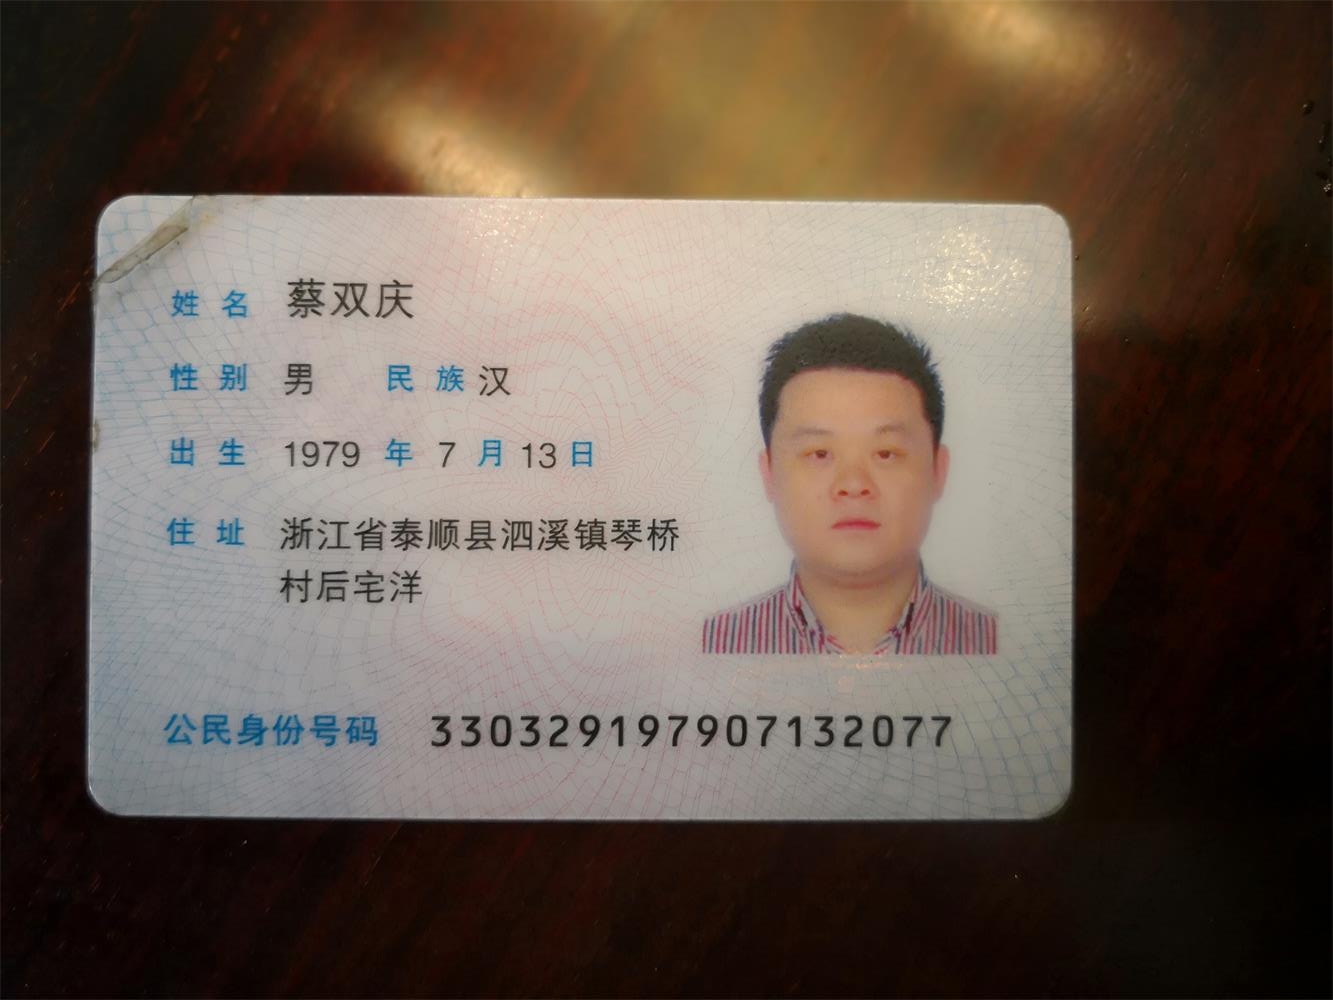 姓名 蔡双庆
性别 男 民族 汉
出生 1979 年 7 月 13 日
住址 浙江省泰顺县泗溪镇琴桥
村后宅洋
公民身份号码 330329197907132077